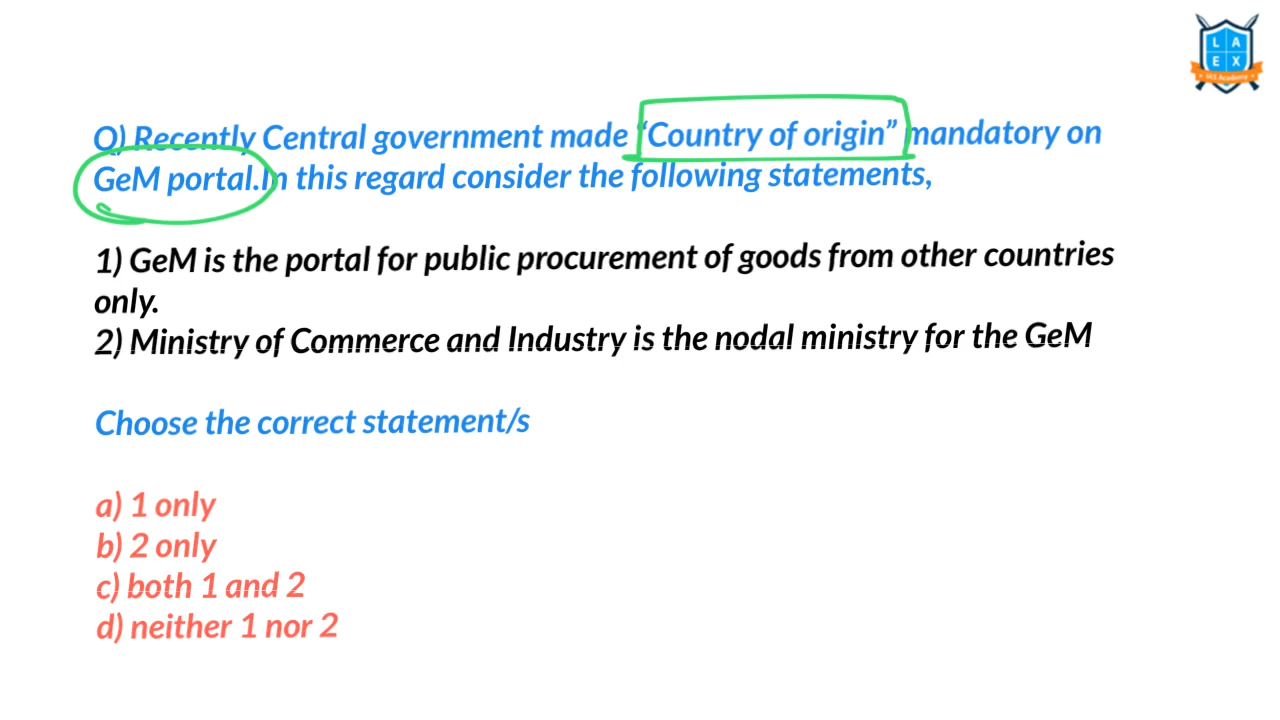 L A
E X
IAS Academy
Q) Recently Central government made “Country of origin” mandatory on
GeM portal.In this regard consider the following statements,
1) GeM is the portal for public procurement of goods from other countries
only.
2) Ministry of Commerce and Industry is the nodal ministry for the GeM
Choose the correct statement/s
a) 1 only
b) 2 only
c) both 1 and 2
d) neither 1 nor 2